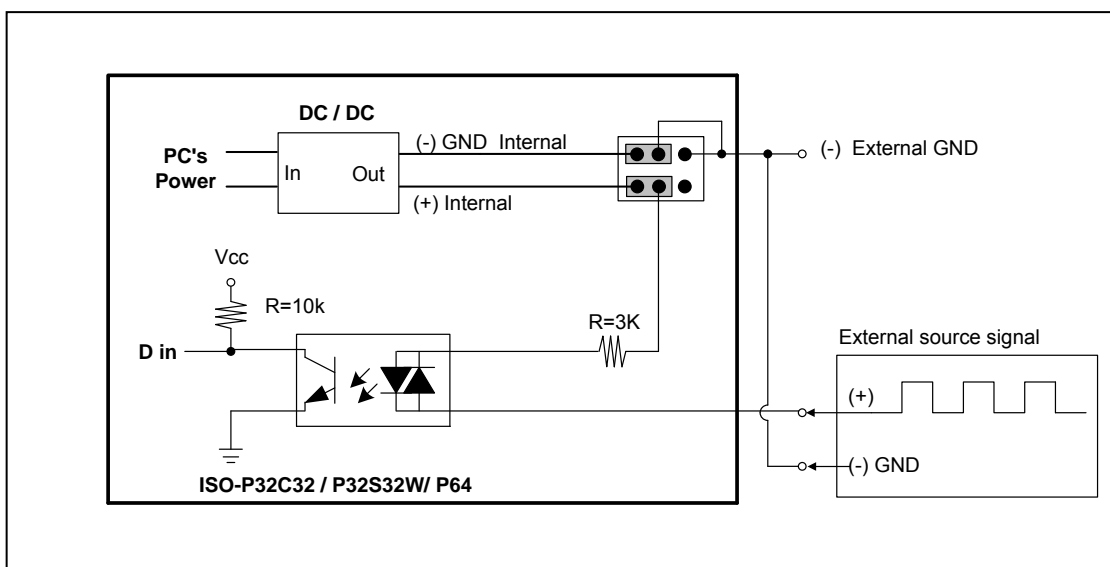 DC / DC
PC's
Power
In
Out
(-) GND Internal
(+) Internal
(-) External GND
Vcc
R=10k
D in
R=3K
External source signal
(+)
(-) GND
ISO-P32C32 / P32S32W/ P64